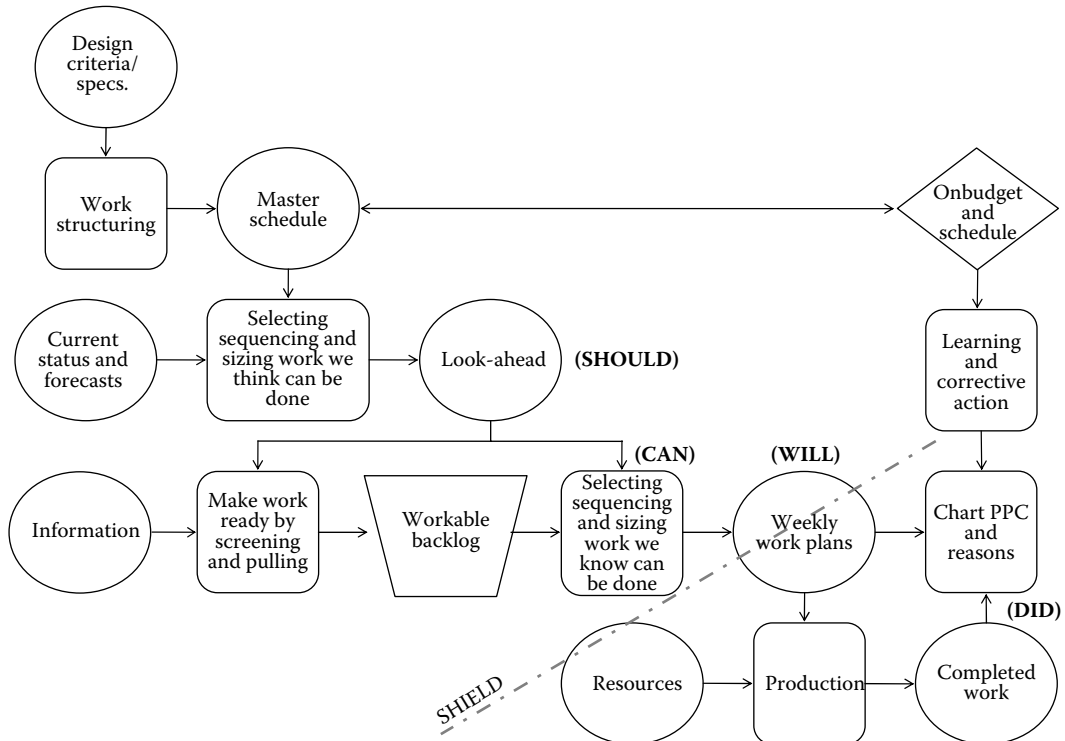 Design
criteria/
specs.
Work
structuring
Master
schedule
Onbudget
and
schedule
Current
status and
forecasts
Selecting
sequencing and
sizing work we
think can be
done
Look-ahead
(SHOULD)
Learning
and
corrective
action
Information
Make work
ready by
screening
and pulling
Workable
backlog
(CAN)
Selecting
sequencing
and sizing
work we
know can
be done
(WILL)
Weekly
work plans
Chart PPC
and
reasons
(DID)
SHIELD
Resources
Production
Completed
work